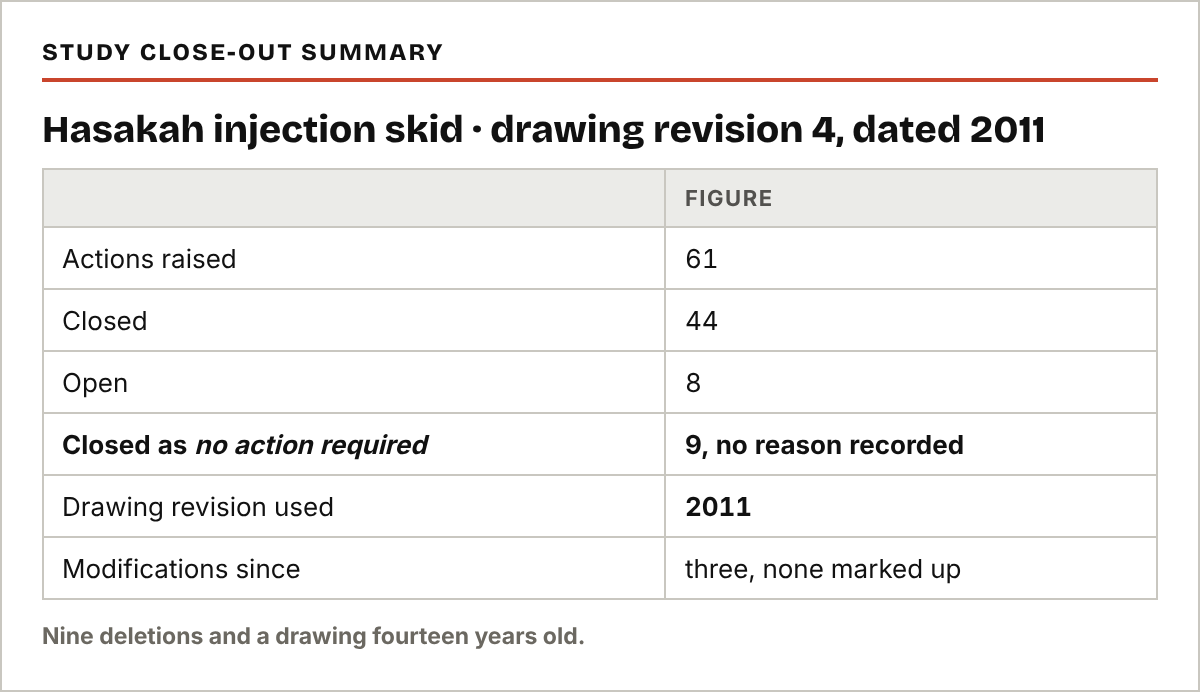 STUDY CLOSE-OUT SUMMARY
Hasakah injection skid · drawing revision 4, dated 2011
FIGURE
Actions raised 61
Closed 44
Open 8
Closed as no action required 9, no reason recorded
Drawing revision used 2011
Modifications since three, none marked up
Nine deletions and a drawing fourteen years old.